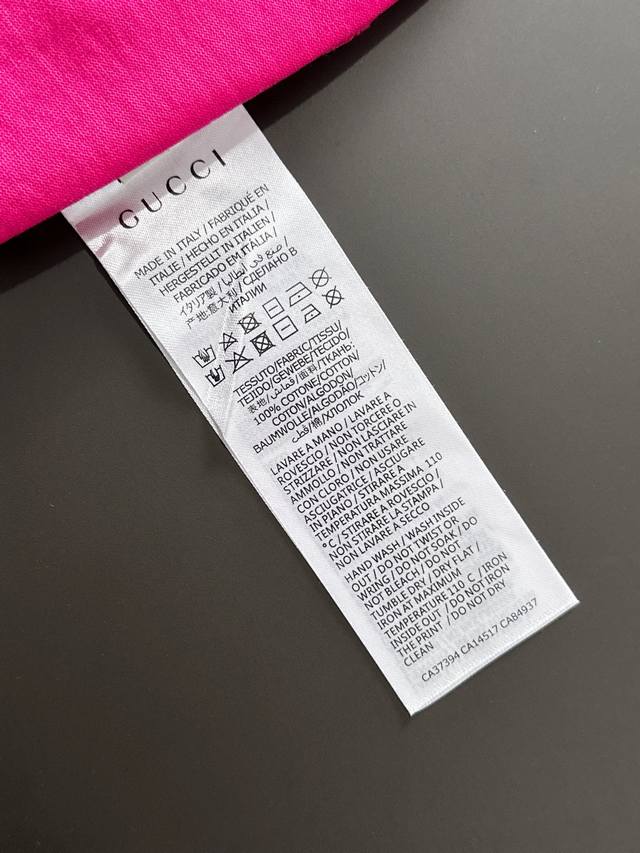 GUCCI
MADE IN ITALY / FABRIQUÉ EN
ITALIE / HECHO EN ITALIA /
HERGESTELLT IN ITALIEN /
FABRICADO EM ITALIA /
イタリア製 / صنع في ايطاليا /
产地:意大利 / СДЕЛАНО В
ИТАЛИИ
TESSUTO/FABRIC/TISSU/
TEJIDO/GEWEBE/TECIDO/
表地/قماش/面料/ТКАНЬ:
100% COTONE/COTTON/
COTON/ALGODON/
BAUMWOLLE/ALGODÃO/コットン/
قطن/棉/ХЛОПОК
LAVARE A MANO / LAVARE A
ROVESCIO / NON TORCERE O
STRIZZARE / NON LASCIARE IN
AMMOLLO / NON TRATTARE
CON CLORO / NON USARE
ASCIUGATRICE / ASCIUGARE
IN PIANO / STIRARE A
TEMPERATURA MASSIMA 110
°C / STIRARE A ROVESCIO /
NON STIRARE LA STAMPA /
NON LAVARE A SECCO
HAND WASH / WASH INSIDE
OUT / DO NOT TWIST OR
WRING / DO NOT SOAK / DO
NOT BLEACH / DO NOT
TUMBLE DRY / DRY FLAT /
IRON AT MAXIMUM
TEMPERATURE 110 C / IRON
INSIDE OUT / DO NOT IRON
THE PRINT / DO NOT DRY
CLEAN
CA37394 CA14517 CA84937